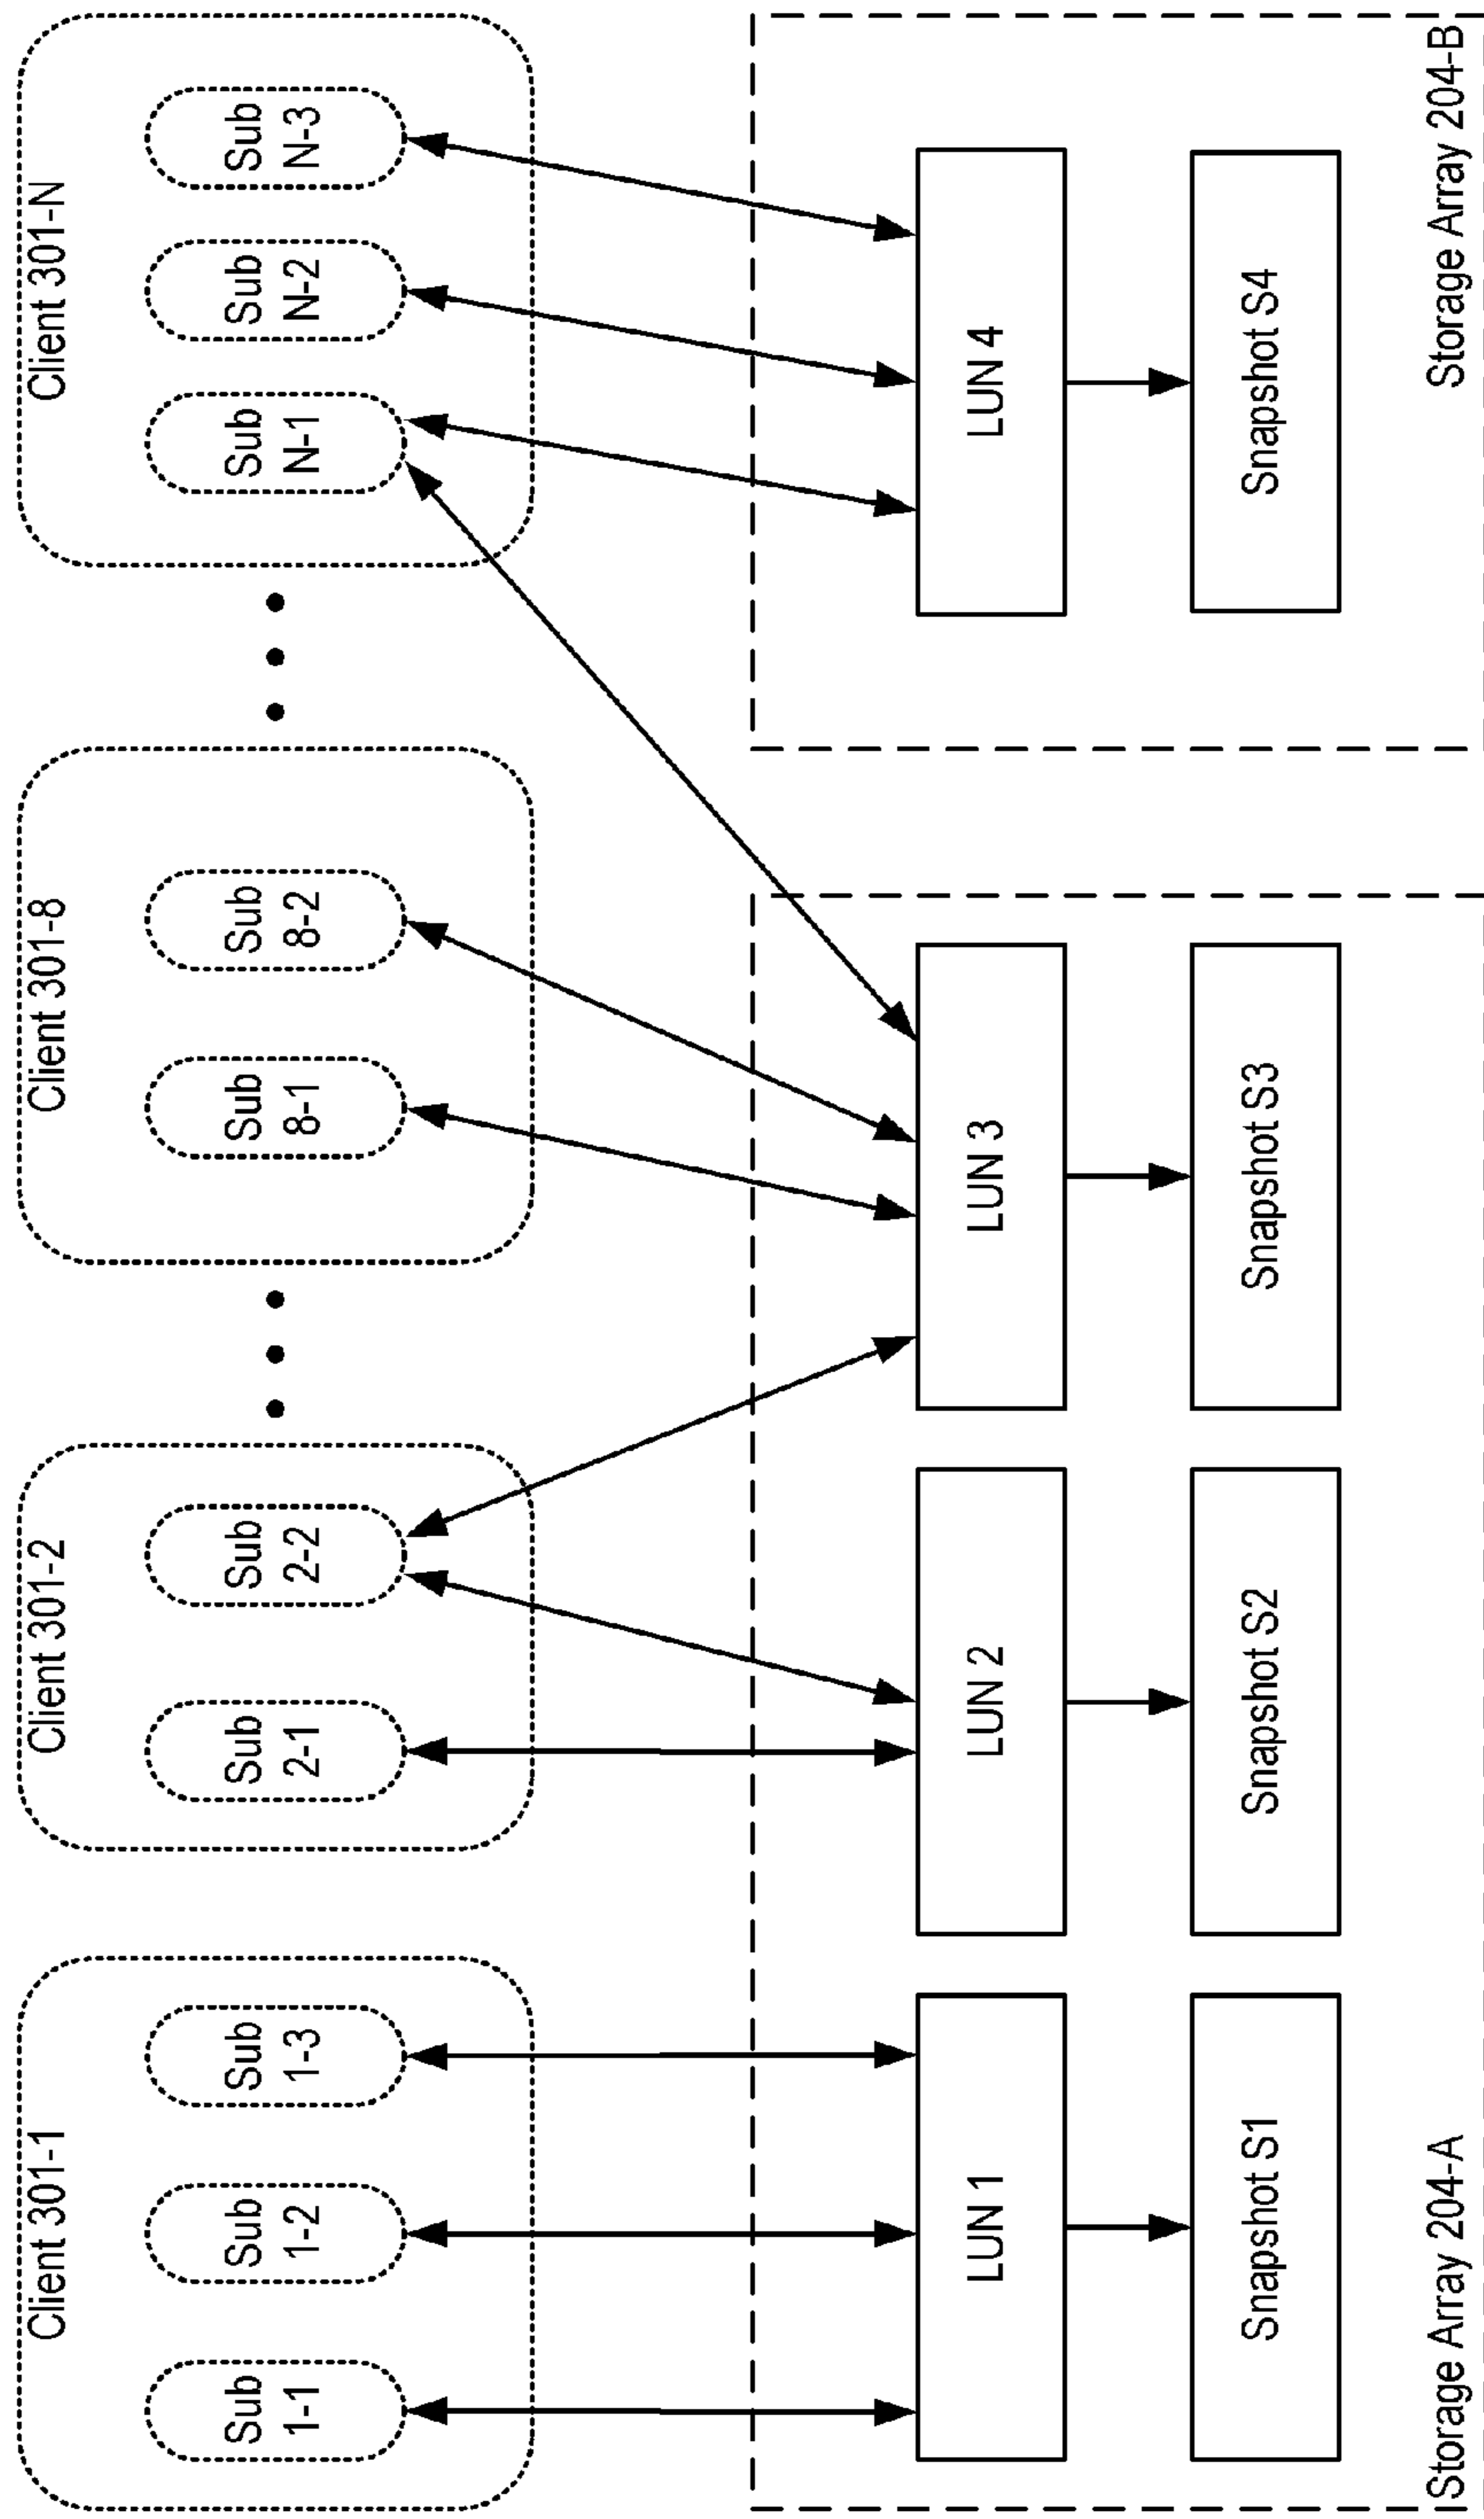 Client 301-1
Sub
1-1
Sub
1-2
Sub
1-3
Client 301-2
Sub
2-1
Sub
2-2
Client 301-8
Sub
8-1
Sub
8-2
Client 301-N
Sub
N-1
Sub
N-2
Sub
N-3
LUN 1
LUN 2
LUN 3
LUN 4
Snapshot S1
Snapshot S2
Snapshot S3
Snapshot S4
Storage Array 204-A
Storage Array 204-B